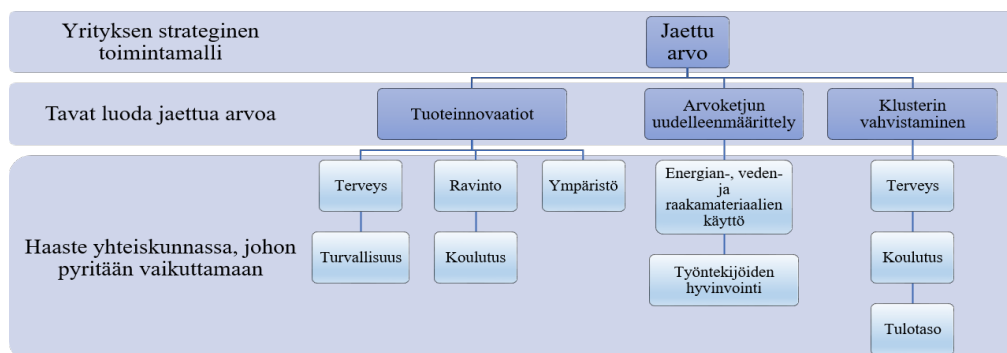 Yrityksen strateginen
toimintamalli
Jaettu
arvo
Tavat luoda jaettua arvoa
Tuoteinnovaatiot
Arvoketjun
uudelleenmäärittely
Klusterin
vahvistaminen
Haaste yhteiskunnassa, johon
pyritään vaikuttamaan
Terveys
Ravinto
Ympäristö
Energian-, veden-
ja
raakamateriaalien
käyttö
Terveys
Turvallisuus
Koulutus
Työntekijöiden
hyvinvointi
Koulutus
Tulotaso